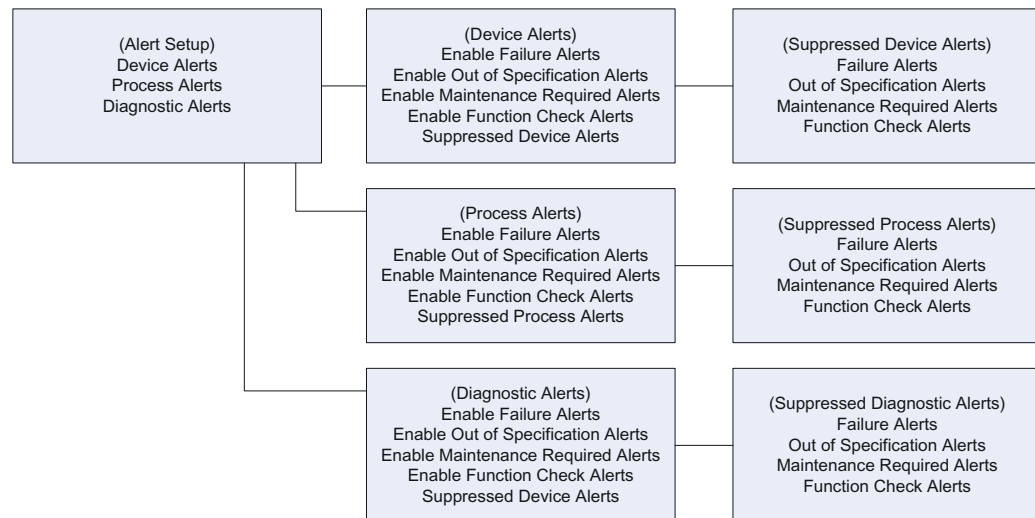 (Alert Setup)
Device Alerts
Process Alerts
Diagnostic Alerts
(Device Alerts)
Enable Failure Alerts
Enable Out of Specification Alerts
Enable Maintenance Required Alerts
Enable Function Check Alerts
Suppressed Device Alerts
(Suppressed Device Alerts)
Failure Alerts
Out of Specification Alerts
Maintenance Required Alerts
Function Check Alerts
(Process Alerts)
Enable Failure Alerts
Enable Out of Specification Alerts
Enable Maintenance Required Alerts
Enable Function Check Alerts
Suppressed Process Alerts
(Suppressed Process Alerts)
Failure Alerts
Out of Specification Alerts
Maintenance Required Alerts
Function Check Alerts
(Diagnostic Alerts)
Enable Failure Alerts
Enable Out of Specification Alerts
Enable Maintenance Required Alerts
Enable Function Check Alerts
Suppressed Device Alerts
(Suppressed Diagnostic Alerts)
Failure Alerts
Out of Specification Alerts
Maintenance Required Alerts
Function Check Alerts